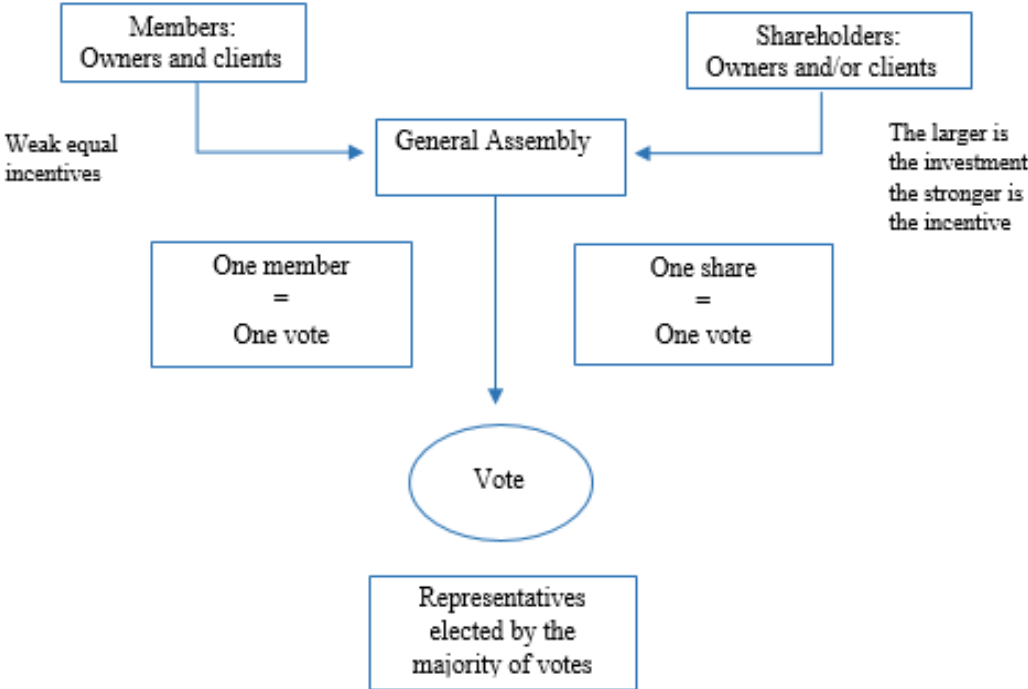 Members:
Owners and clients
Shareholders:
Owners and/or clients
Weak equal
incentives
General Assembly
The larger is
the investment
the stronger is
the incentive
One member
=
One vote
One share
=
One vote
Vote
Representatives
elected by the
majority of votes